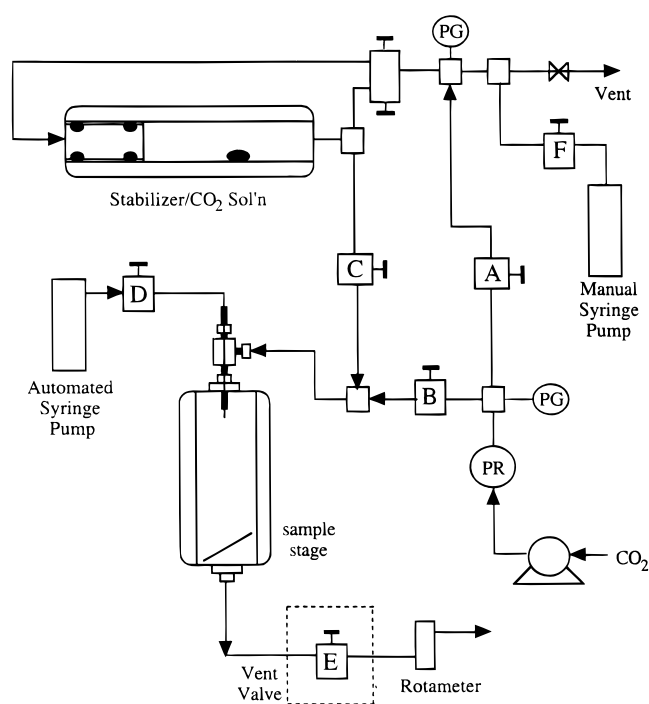 PG
Vent
F
Stabilizer/CO2 Sol'n
C
A
Manual
Syringe
Pump
D
Automated
Syringe
Pump
B
PG
PR
sample
stage
CO2
E
Vent
Valve
Rotameter